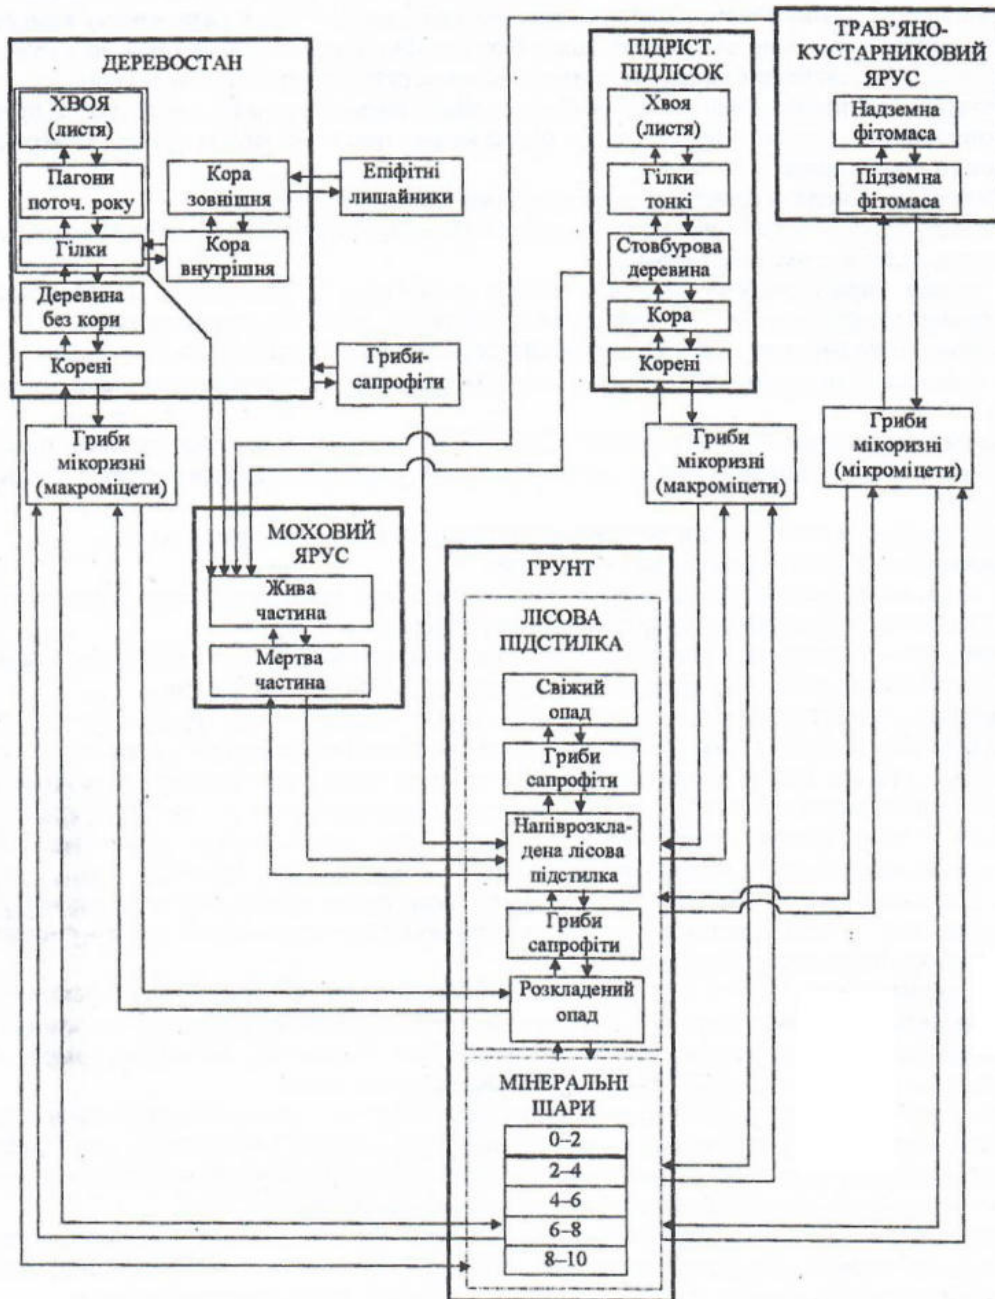 ДЕРЕВОСТАН
ХВОЯ
(листя)
Пагони
поточ. року
Гілки
Деревина
без кори
Корені
Кора
зовнішня
Кора
внутрішня
Епіфітні
лишайники
Гриби-
сапрофіти
ПІДРІСТ.
ПІДЛІСОК
Хвоя
(листя)
Гілки
тонкі
Стовбурова
деревина
Кора
Корені
ТРАВ’ЯНО-
КУСТАРНИКОВИЙ
ЯРУС
Надземна
фітомаса
Підземна
фітомаса
Гриби
мікоризні
(макроміцети)
Гриби
мікоризні
(макроміцети)
Гриби
мікоризні
(мікроміцети)
МОХОВИЙ
ЯРУС
Жива
частина
Мертва
частина
ГРУНТ
ЛІСОВА
ПІДСТИЛКА
Свіжий
опад
Гриби
сапрофіти
Напіврозкла-
дена лісова
підстилка
Гриби
сапрофіти
Розкладений
опад
МІНЕРАЛЬНІ
ШАРИ
0–2
2–4
4–6
6–8
8–10